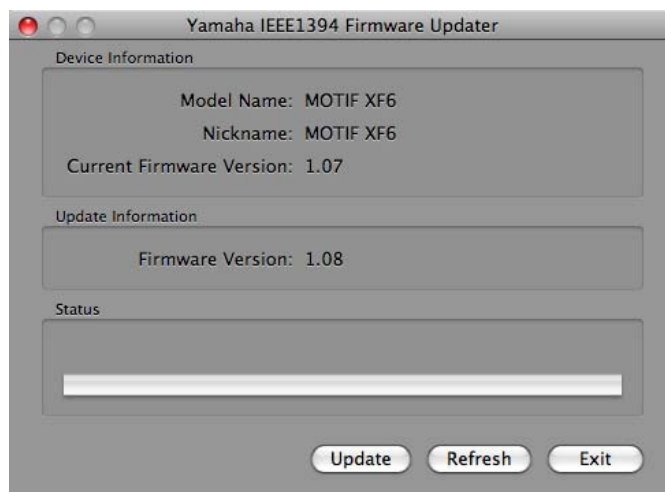 Yamaha IEEE1394 Firmware Updater
Device Information
Model Name: MOTIF XF6
Nickname: MOTIF XF6
Current Firmware Version: 1.07
Update Information
Firmware Version: 1.08
Status
Update Refresh Exit